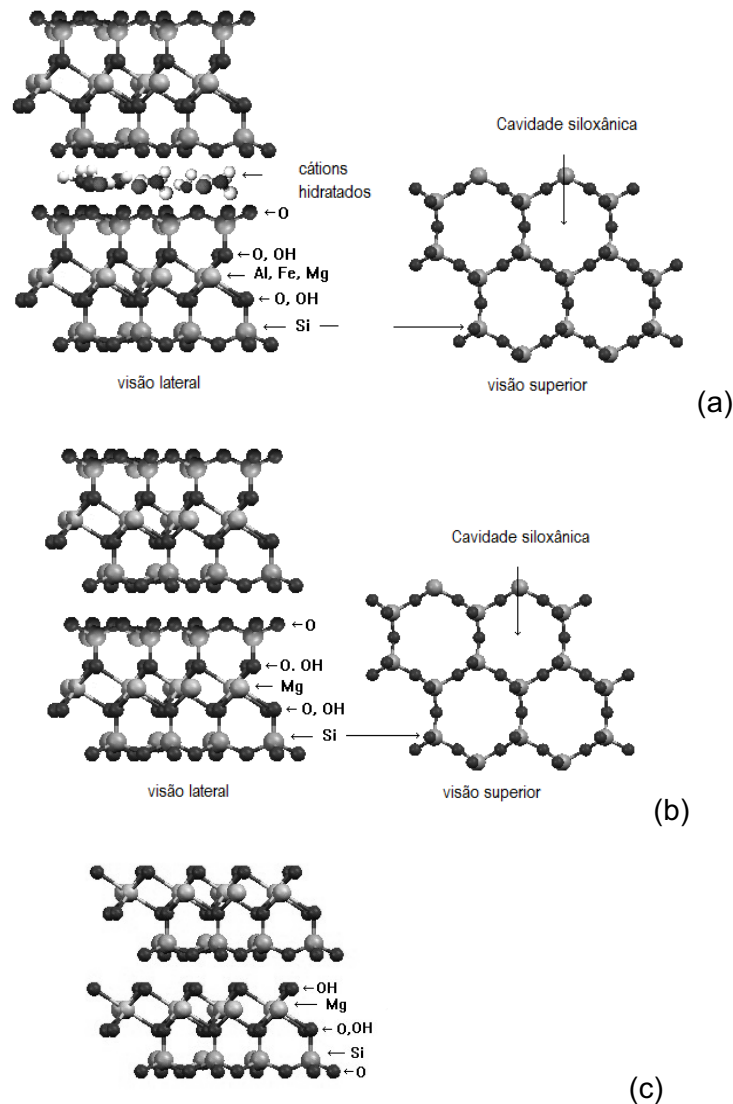 Cavidade siloxânica
cátions
hidratados
←O
←O, OH
← Al, Fe, Mg
←O, OH
← Si —
visão lateral
visão superior
(a)
Cavidade siloxânica
←O
←O. OH
← Mg
←O, OH
← Si
visão lateral
visão superior
(b)
←OH
← Mg
←O,OH
← Si
←O
(c)